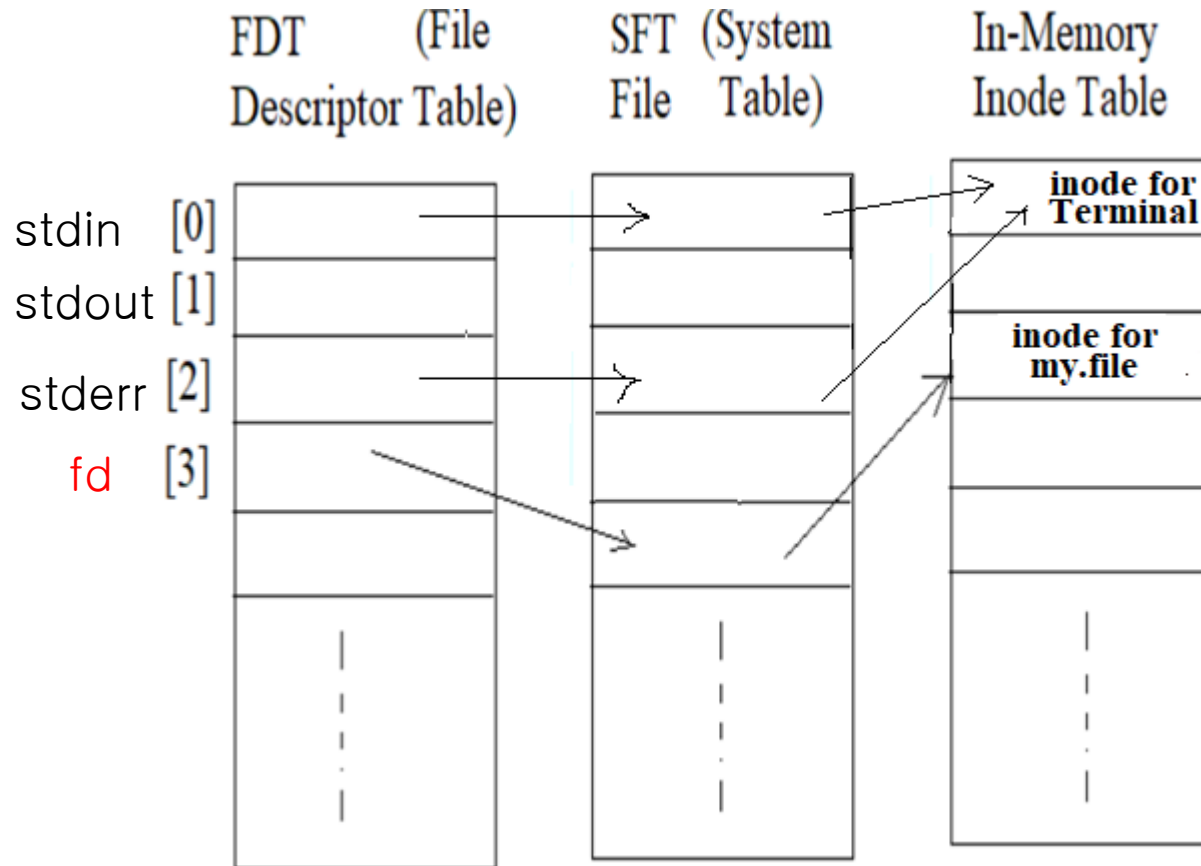 FDT (File
Descriptor Table)
SFT (System
File Table)
In-Memory
Inode Table
stdin [0]
stdout [1]
stderr [2]
fd [3]
inode for
Terminal
inode for
my.file